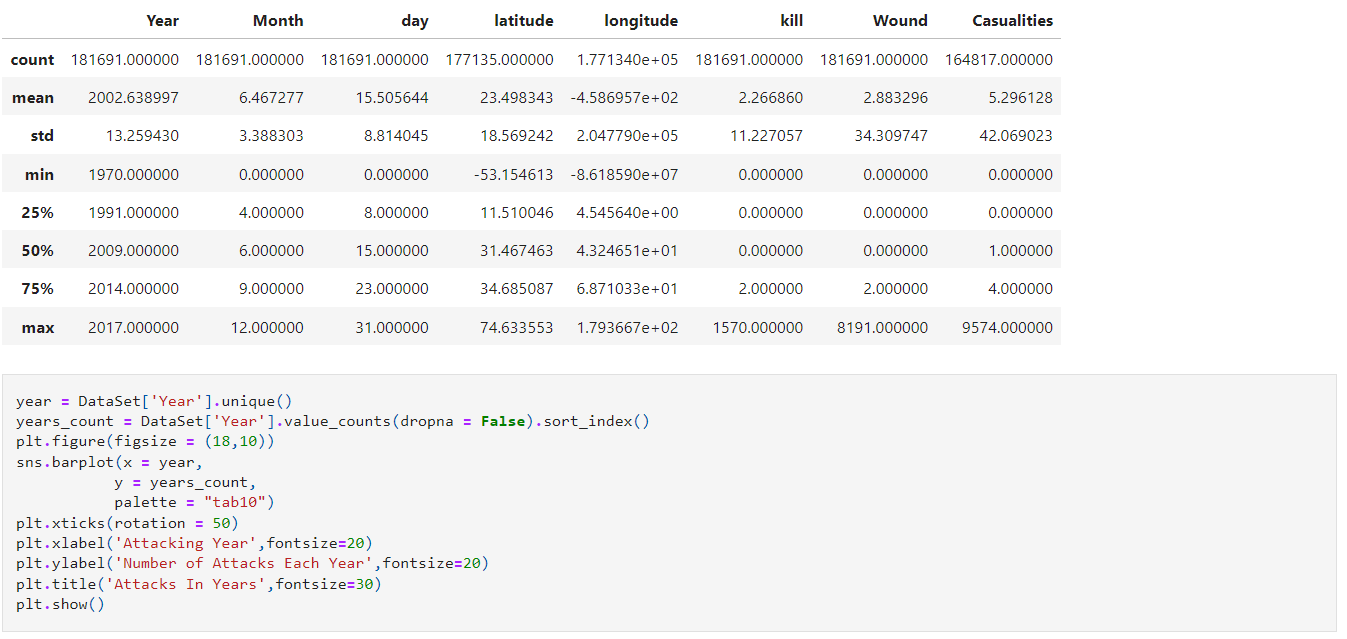 Year Month day latitude longitude kill Wound Casualities
count 181691.000000 181691.000000 181691.000000 177135.000000 1.771340e+05 181691.000000 181691.000000 164817.000000
mean 2002.638997 6.467277 15.505644 23.498343 -4.586957e+02 2.266860 2.883296 5.296128
std 13.259430 3.388303 8.814045 18.569242 2.047790e+05 11.227057 34.309747 42.069023
min 1970.000000 0.000000 0.000000 -53.154613 -8.618590e+07 0.000000 0.000000 0.000000
25% 1991.000000 4.000000 8.000000 11.510046 4.545640e+00 0.000000 0.000000 0.000000
50% 2009.000000 6.000000 15.000000 31.467463 4.324651e+01 0.000000 0.000000 1.000000
75% 2014.000000 9.000000 23.000000 34.685087 6.871033e+01 2.000000 2.000000 4.000000
max 2017.000000 12.000000 31.000000 74.633553 1.793667e+02 1570.000000 8191.000000 9574.000000
year = DataSet['Year'].unique()
years_count = DataSet['Year'].value_counts(dropna = False).sort_index()
plt.figure(figsize = (18,10))
sns.barplot(x = year,
y = years_count,
palette = "tab10")
plt.xticks(rotation = 50)
plt.xlabel('Attacking Year',fontsize=20)
plt.ylabel('Number of Attacks Each Year',fontsize=20)
plt.title('Attacks In Years',fontsize=30)
plt.show()